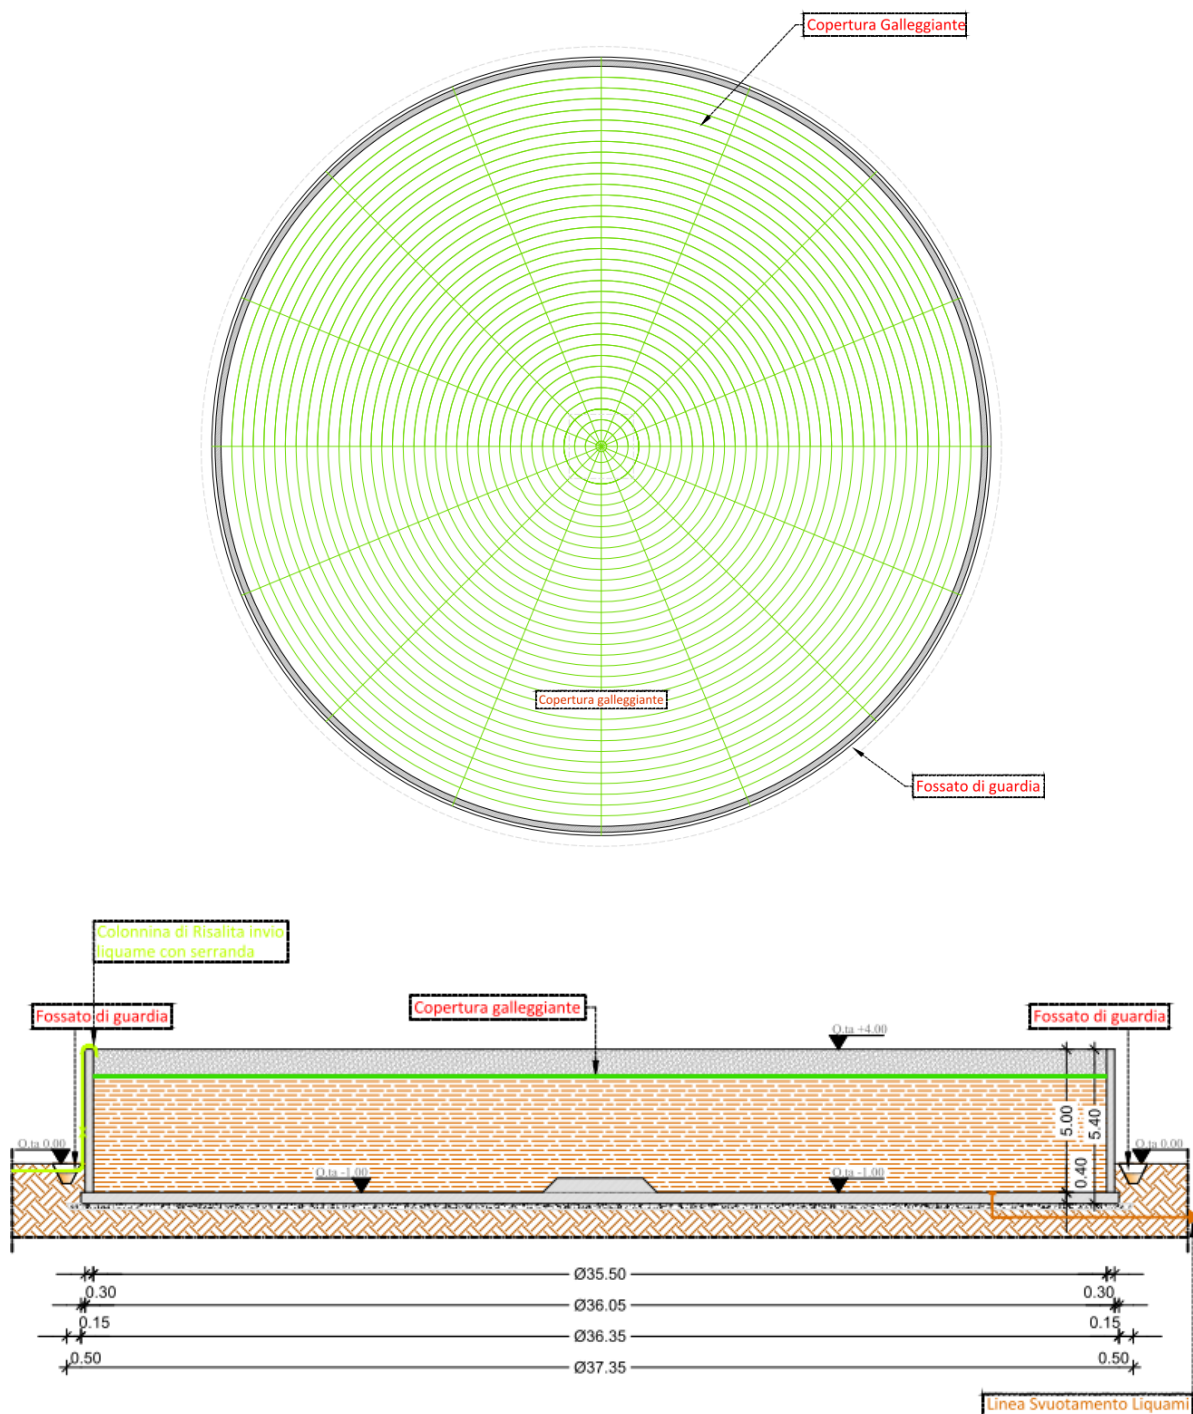 Copertura Galleggiante
Copertura galleggiante
Fossato di guardia
Colonnina di Risalita invio
liquame con serranda
Fossato di guardia
Copertura galleggiante
Fossato di guardia
Q.ta +4.00
Q.ta 0.00
Q.ta 0.00
Q.ta -1.00
Q.ta -1.00
5.00
5.40
0.40
Ø35.50
0.30
0.30
Ø36.05
0.15
0.15
Ø36.35
0.50
0.50
Ø37.35
Linea Svuotamento Liquami